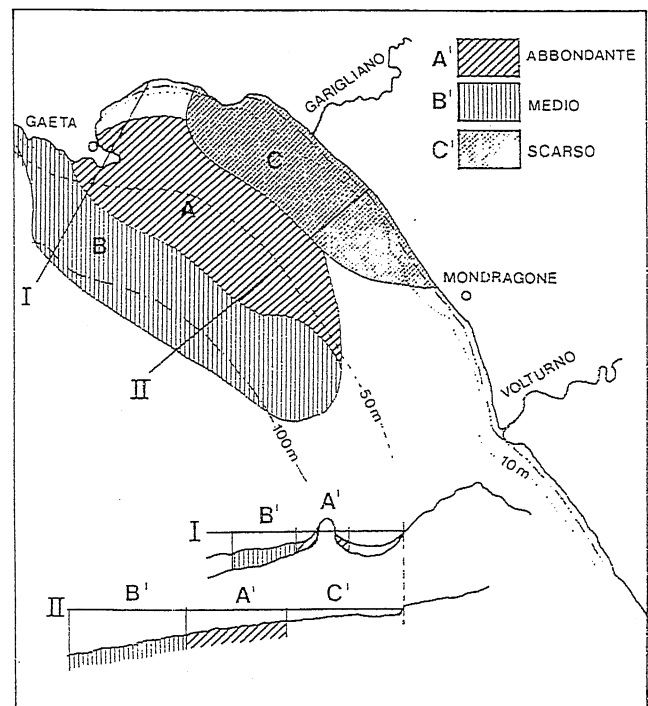 A' ABBONDANTE
B' MEDIO
C' SCARSO
GAETA
GARIGLIANO
C
A
B
I
II
MONDRAGONE
VOLTURNO
50m
100m
10m
I B' A'
II B' A' C'